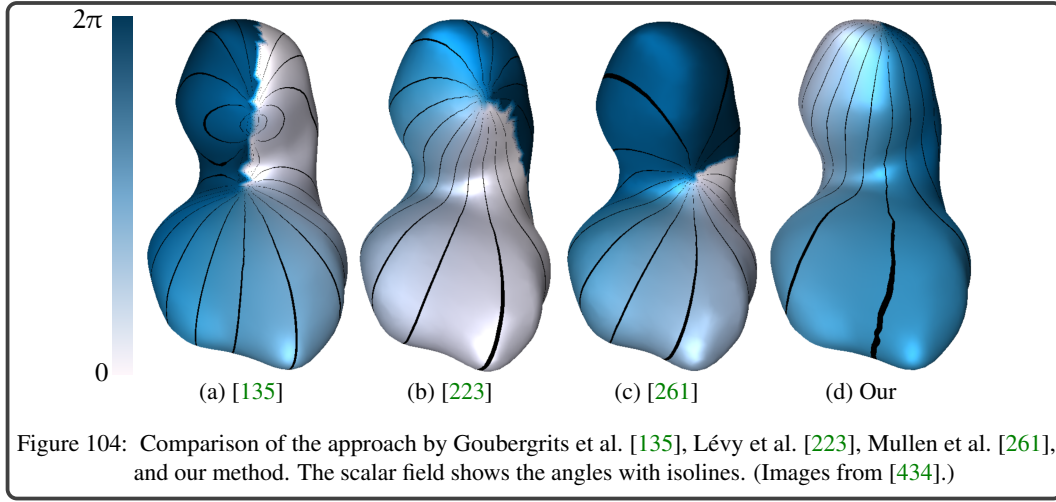 2π
0
(a) [135]
(b) [223]
(c) [261]
(d) Our
Figure 104: Comparison of the approach by Goubergrits et al. [135], Lévy et al. [223], Mullen et al. [261],
and our method. The scalar field shows the angles with isolines. (Images from [434].)